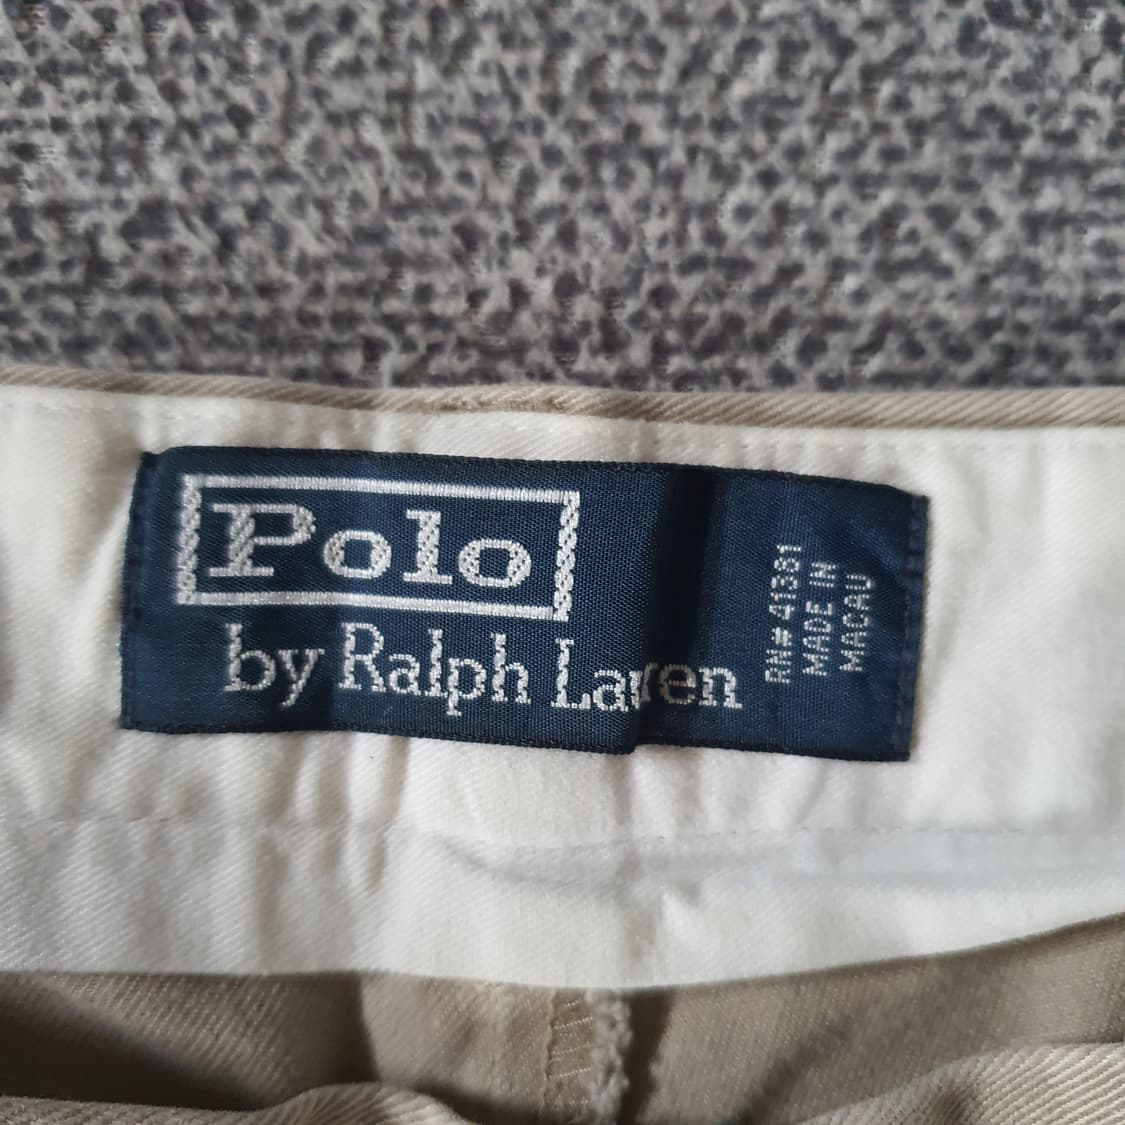 Polo
by Ralph Lauren
RN# 41381
MADE IN
MACAU